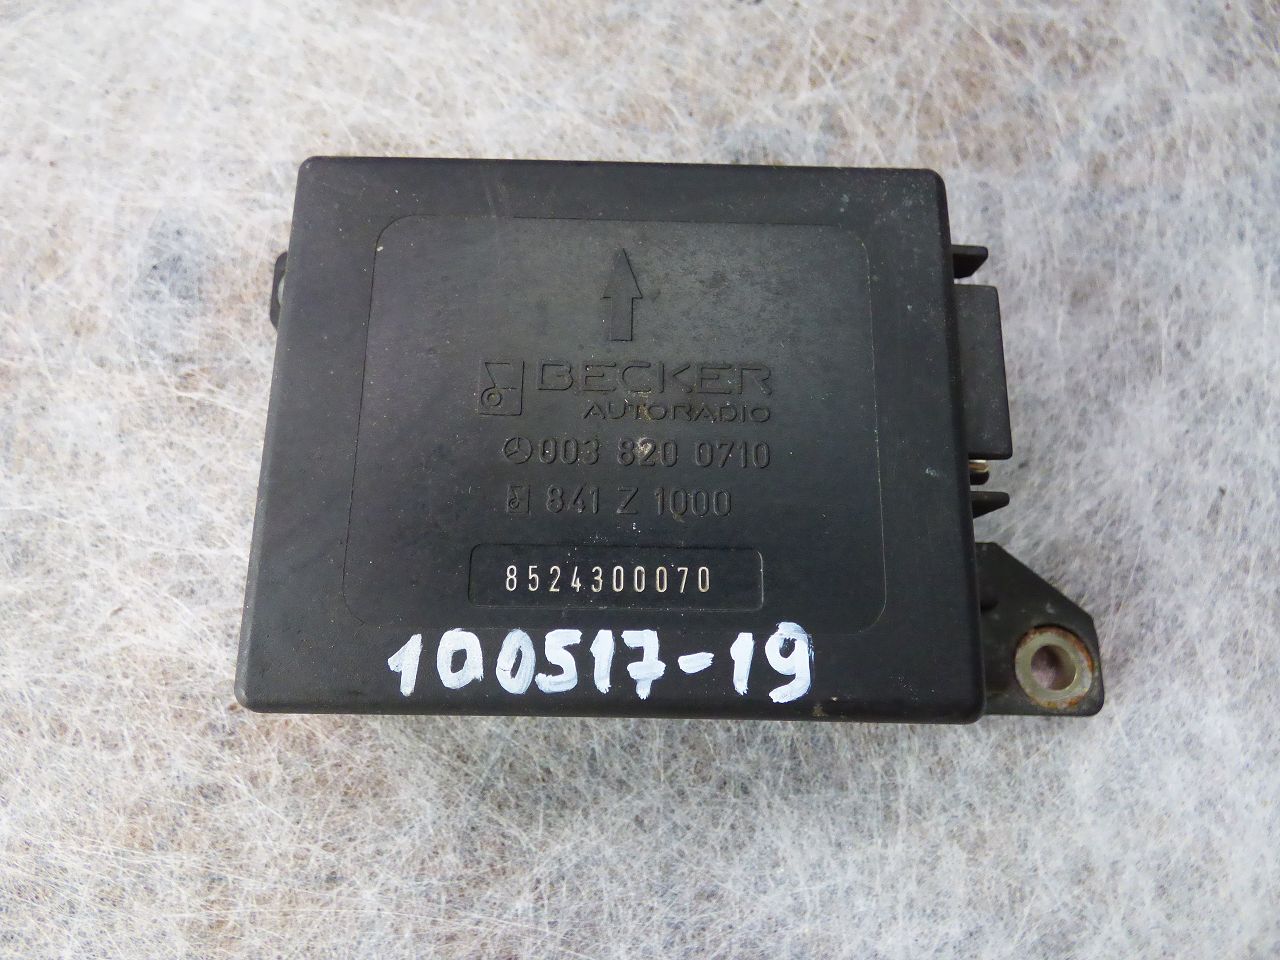 BECKER
AUTORADIO
003 820 0710
841 Z 1000
8524300070
100517-19